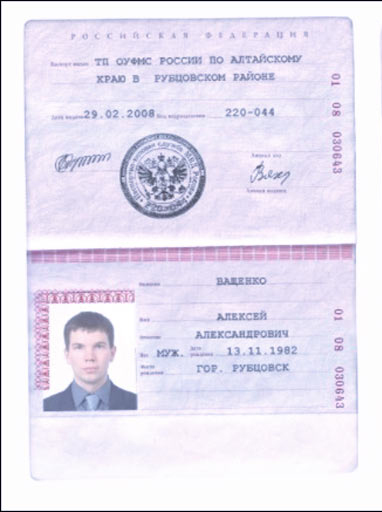 РОССИЙСКАЯ ФЕДЕРАЦИЯ
Паспорт выдан ТП ОУФМС РОССИИ ПО АЛТАЙСКОМУ
КРАЮ В РУБЦОВСКОМ РАЙОНЕ
Дата выдачи 29.02.2008 Код подразделения 220-044
Личный код
Личная подпись
01 08 030643
Фамилия ВАЩЕНКО
Имя АЛЕКСЕЙ
Отчество АЛЕКСАНДРОВИЧ
Пол МУЖ. Дата рождения 13.11.1982
Место рождения ГОР. РУБЦОВСК
01 08 030643